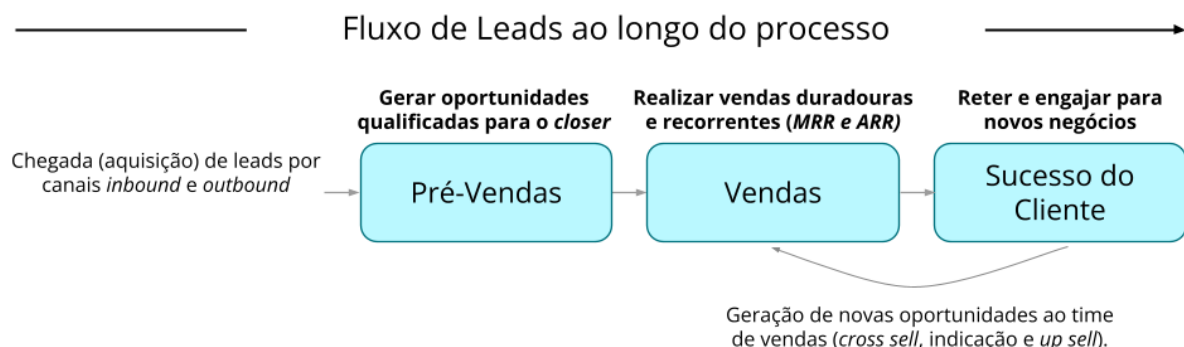 Fluxo de Leads ao longo do processo
Gerar oportunidades
qualificadas para o closer
Realizar vendas duradouras
e recorrentes (MRR e ARR)
Reter e engajar para
novos negócios
Chegada (aquisição) de leads por
canais inbound e outbound
Pré-Vendas
Vendas
Sucesso do
Cliente
Geração de novas oportunidades ao time
de vendas (cross sell, indicação e up sell).